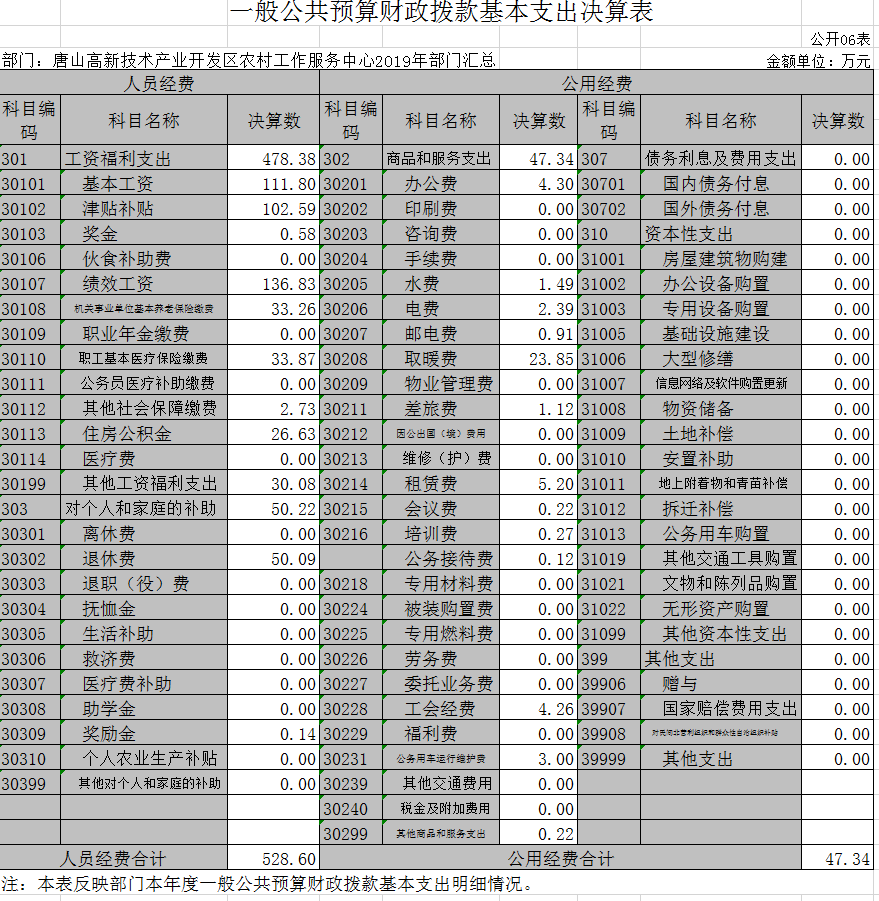 一般公共预算财政拨款基本支出决算表
公开06表
部门：唐山高新技术产业开发区农村工作服务中心2019年部门汇总 金额单位：万元
人员经费 公用经费
科目编码 科目名称 决算数 科目编码 科目名称 决算数 科目编码 科目名称 决算数
301 工资福利支出 478.38 302 商品和服务支出 47.34 307 债务利息及费用支出 0.00
30101 基本工资 111.80 30201 办公费 4.30 30701 国内债务付息 0.00
30102 津贴补贴 102.59 30202 印刷费 0.00 30702 国外债务付息 0.00
30103 奖金 0.58 30203 咨询费 0.00 310 资本性支出 0.00
30106 伙食补助费 0.00 30204 手续费 0.00 31001 房屋建筑物购建 0.00
30107 绩效工资 136.83 30205 水费 1.49 31002 办公设备购置 0.00
30108 机关事业单位基本养老保险缴费 33.26 30206 电费 2.39 31003 专用设备购置 0.00
30109 职业年金缴费 0.00 30207 邮电费 0.91 31005 基础设施建设 0.00
30110 职工基本医疗保险缴费 33.87 30208 取暖费 23.85 31006 大型修缮 0.00
30111 公务员医疗补助缴费 0.00 30209 物业管理费 0.00 31007 信息网络及软件购置更新 0.00
30112 其他社会保障缴费 2.73 30211 差旅费 1.12 31008 物资储备 0.00
30113 住房公积金 26.63 30212 因公出国（境）费用 0.00 31009 土地补偿 0.00
30114 医疗费 0.00 30213 维修（护）费 0.00 31010 安置补助 0.00
30199 其他工资福利支出 30.08 30214 租赁费 5.20 31011 地上附着物和青苗补偿 0.00
303 对个人和家庭的补助 50.22 30215 会议费 0.22 31012 拆迁补偿 0.00
30301 离休费 0.00 30216 培训费 0.27 31013 公务用车购置 0.00
30302 退休费 50.09 公务接待费 0.12 31019 其他交通工具购置 0.00
30303 退职（役）费 0.00 30218 专用材料费 0.00 31021 文物和陈列品购置 0.00
30304 抚恤金 0.00 30224 被装购置费 0.00 31022 无形资产购置 0.00
30305 生活补助 0.00 30225 专用燃料费 0.00 31099 其他资本性支出 0.00
30306 救济费 0.00 30226 劳务费 0.00 399 其他支出 0.00
30307 医疗费补助 0.00 30227 委托业务费 0.00 39906 赠与 0.00
30308 助学金 0.00 30228 工会经费 4.26 39907 国家赔偿费用支出 0.00
30309 奖励金 0.14 30229 福利费 0.00 39908 对民间非营利组织和群众性自治组织补贴 0.00
30310 个人农业生产补贴 0.00 30231 公务用车运行维护费 3.00 39999 其他支出 0.00
30399 其他对个人和家庭的补助 0.00 30239 其他交通费用 0.00
30240 税金及附加费用 0.00
30299 其他商品和服务支出 0.22
人员经费合计 528.60 公用经费合计 47.34
注：本表反映部门本年度一般公共预算财政拨款基本支出明细情况。